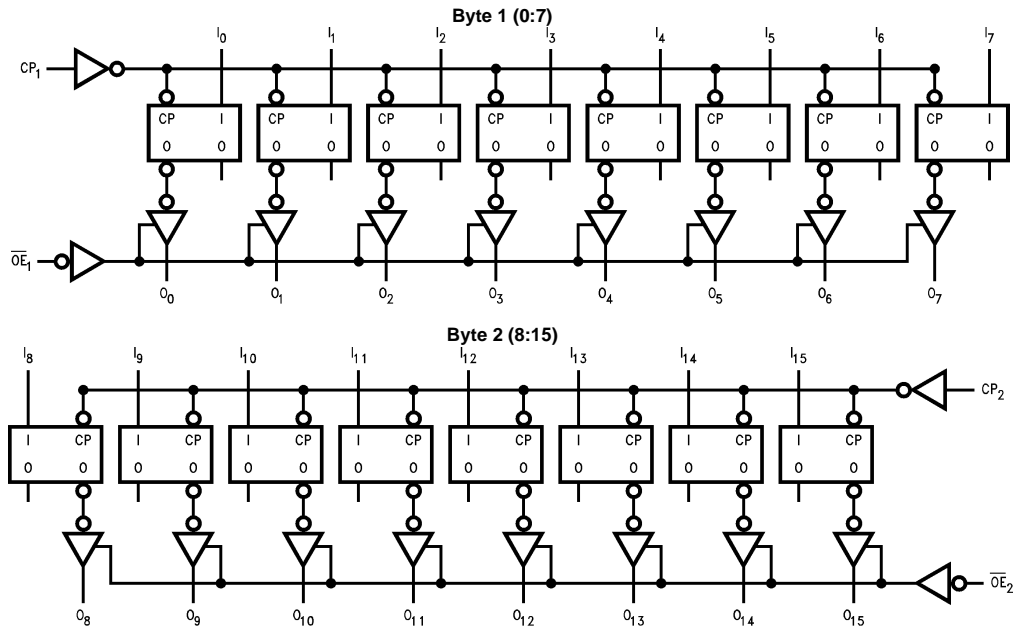 Byte 1 (0:7)
I0 I1 I2 I3 I4 I5 I6 I7
CP1
CP I CP I CP I CP I CP I CP I CP I CP I
O O O O O O O O O O O O O O O O
OE1
O0 O1 O2 O3 O4 O5 O6 O7
Byte 2 (8:15)
I8 I9 I10 I11 I12 I13 I14 I15
CP2
I CP I CP I CP I CP I CP I CP I CP I CP
O O O O O O O O O O O O O O O O
OE2
O8 O9 O10 O11 O12 O13 O14 O15